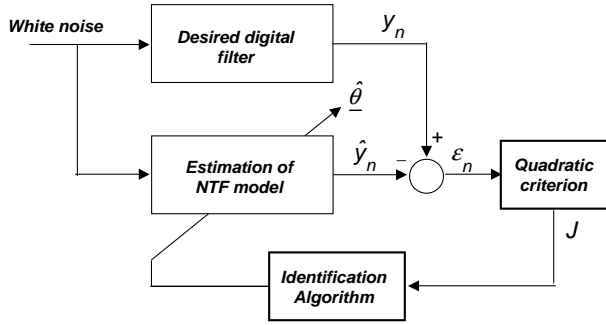 White noise
Desired digital
filter
y_n
θ̂
+
Estimation of
NTF model
ŷ_n
−
ε_n
Quadratic
criterion
J
Identification
Algorithm